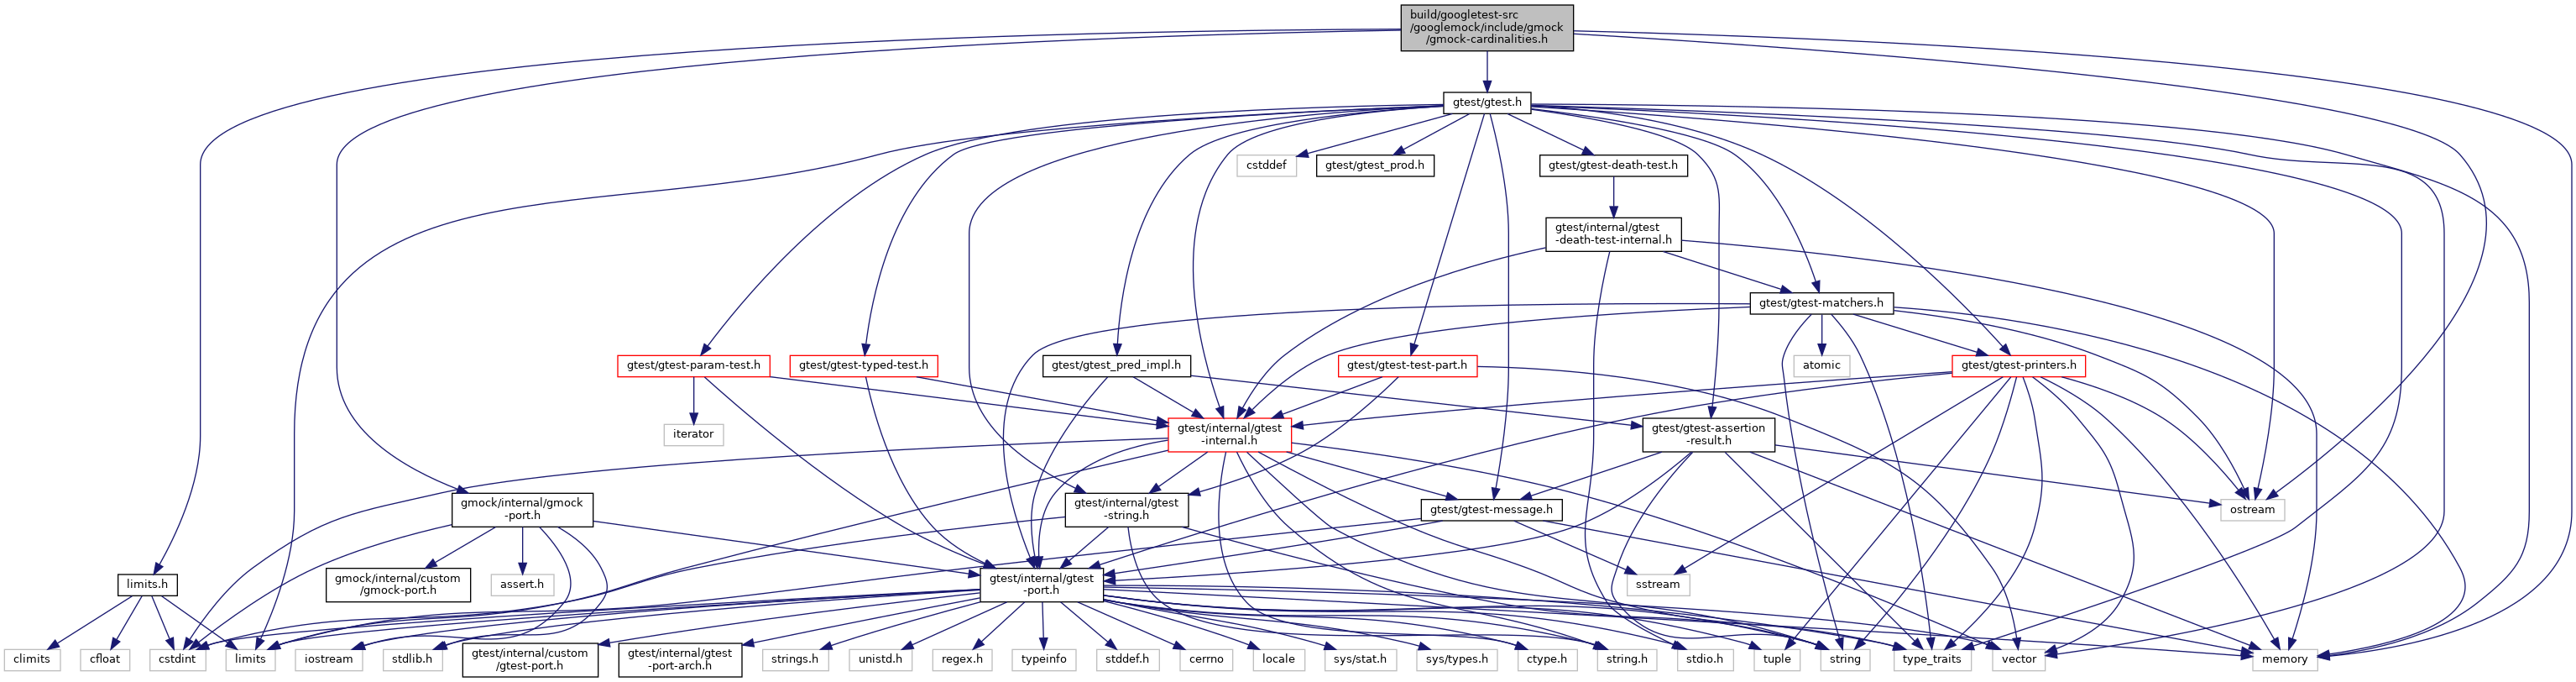 build/googletest-src
/googlemock/include/gmock
/gmock-cardinalities.h
gtest/gtest.h
cstddef
gtest/gtest_prod.h
gtest/gtest-death-test.h
gtest/internal/gtest
-death-test-internal.h
gtest/gtest-matchers.h
gtest/gtest-param-test.h
gtest/gtest-typed-test.h
gtest/gtest_pred_impl.h
gtest/gtest-test-part.h
atomic
gtest/gtest-printers.h
iterator
gtest/internal/gtest
-internal.h
gtest/gtest-assertion
-result.h
gmock/internal/gmock
-port.h
gtest/internal/gtest
-string.h
gtest/gtest-message.h
ostream
limits.h
gmock/internal/custom
/gmock-port.h
assert.h
gtest/internal/gtest
-port.h
sstream
climits
cfloat
cstdint
limits
iostream
stdlib.h
gtest/internal/custom
/gtest-port.h
gtest/internal/gtest
-port-arch.h
strings.h
unistd.h
regex.h
typeinfo
stddef.h
cerrno
locale
sys/stat.h
sys/types.h
ctype.h
string.h
stdio.h
tuple
string
type_traits
vector
memory